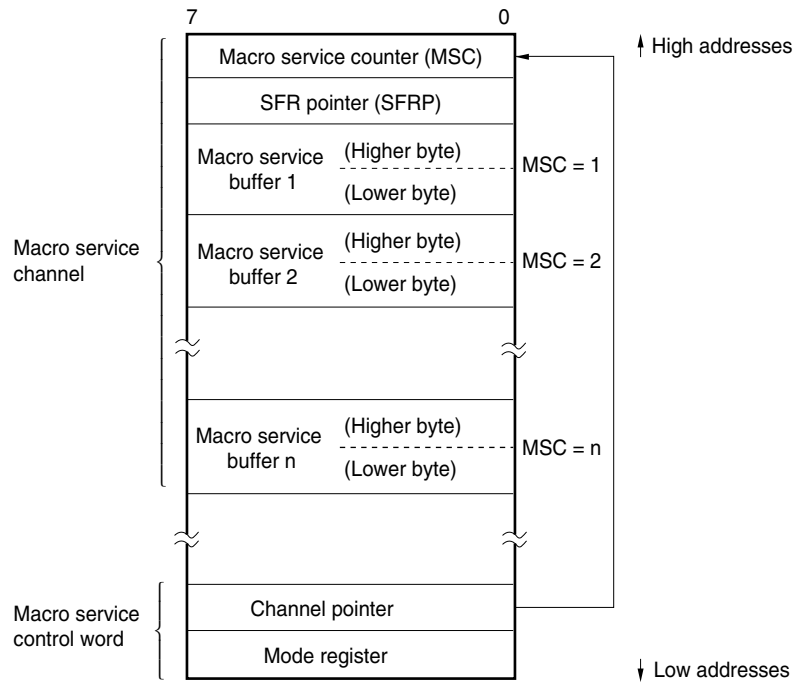 7 0
Macro service counter (MSC)
↑ High addresses
SFR pointer (SFRP)
Macro service
buffer 1
(Higher byte)
(Lower byte)
MSC = 1
Macro service
buffer 2
(Higher byte)
(Lower byte)
MSC = 2
Macro service
channel
Macro service
buffer n
(Higher byte)
(Lower byte)
MSC = n
Macro service
control word
Channel pointer
Mode register
↓ Low addresses